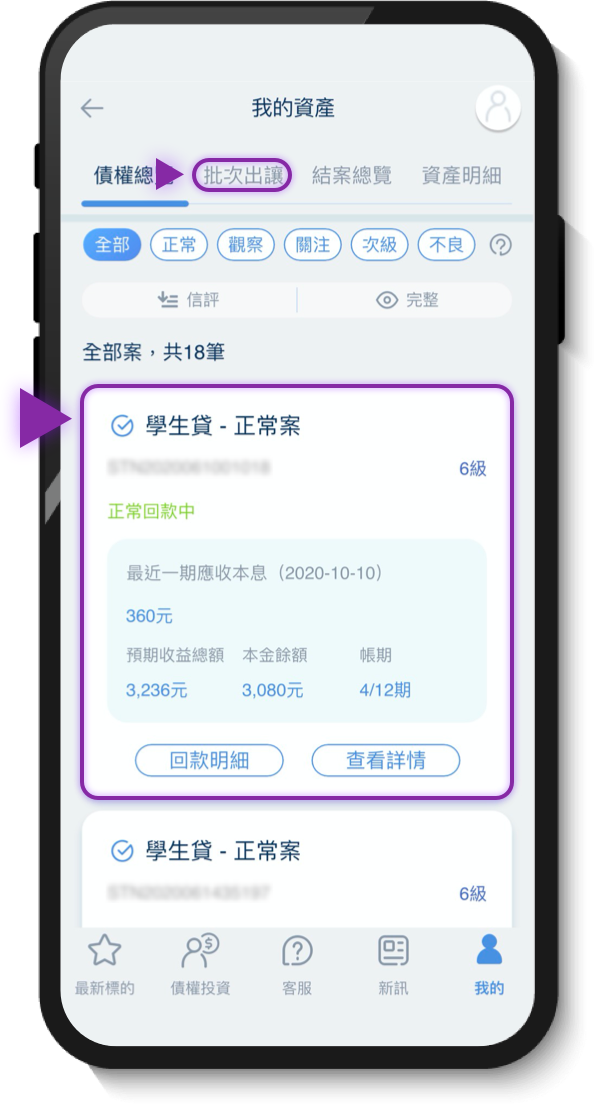 我的資產
債權總 批次出讓 結案總覽 資產明細
全部 正常 觀察 關注 次級 不良
信評 完整
全部案，共18筆
學生貸 - 正常案
6級
正常回款中
最近一期應收本息（2020-10-10）
360元
預期收益總額 本金餘額 帳期
3,236元 3,080元 4/12期
回款明細 查看詳情
學生貸 - 正常案
6級
最新標的 債權投資 客服 新訊 我的